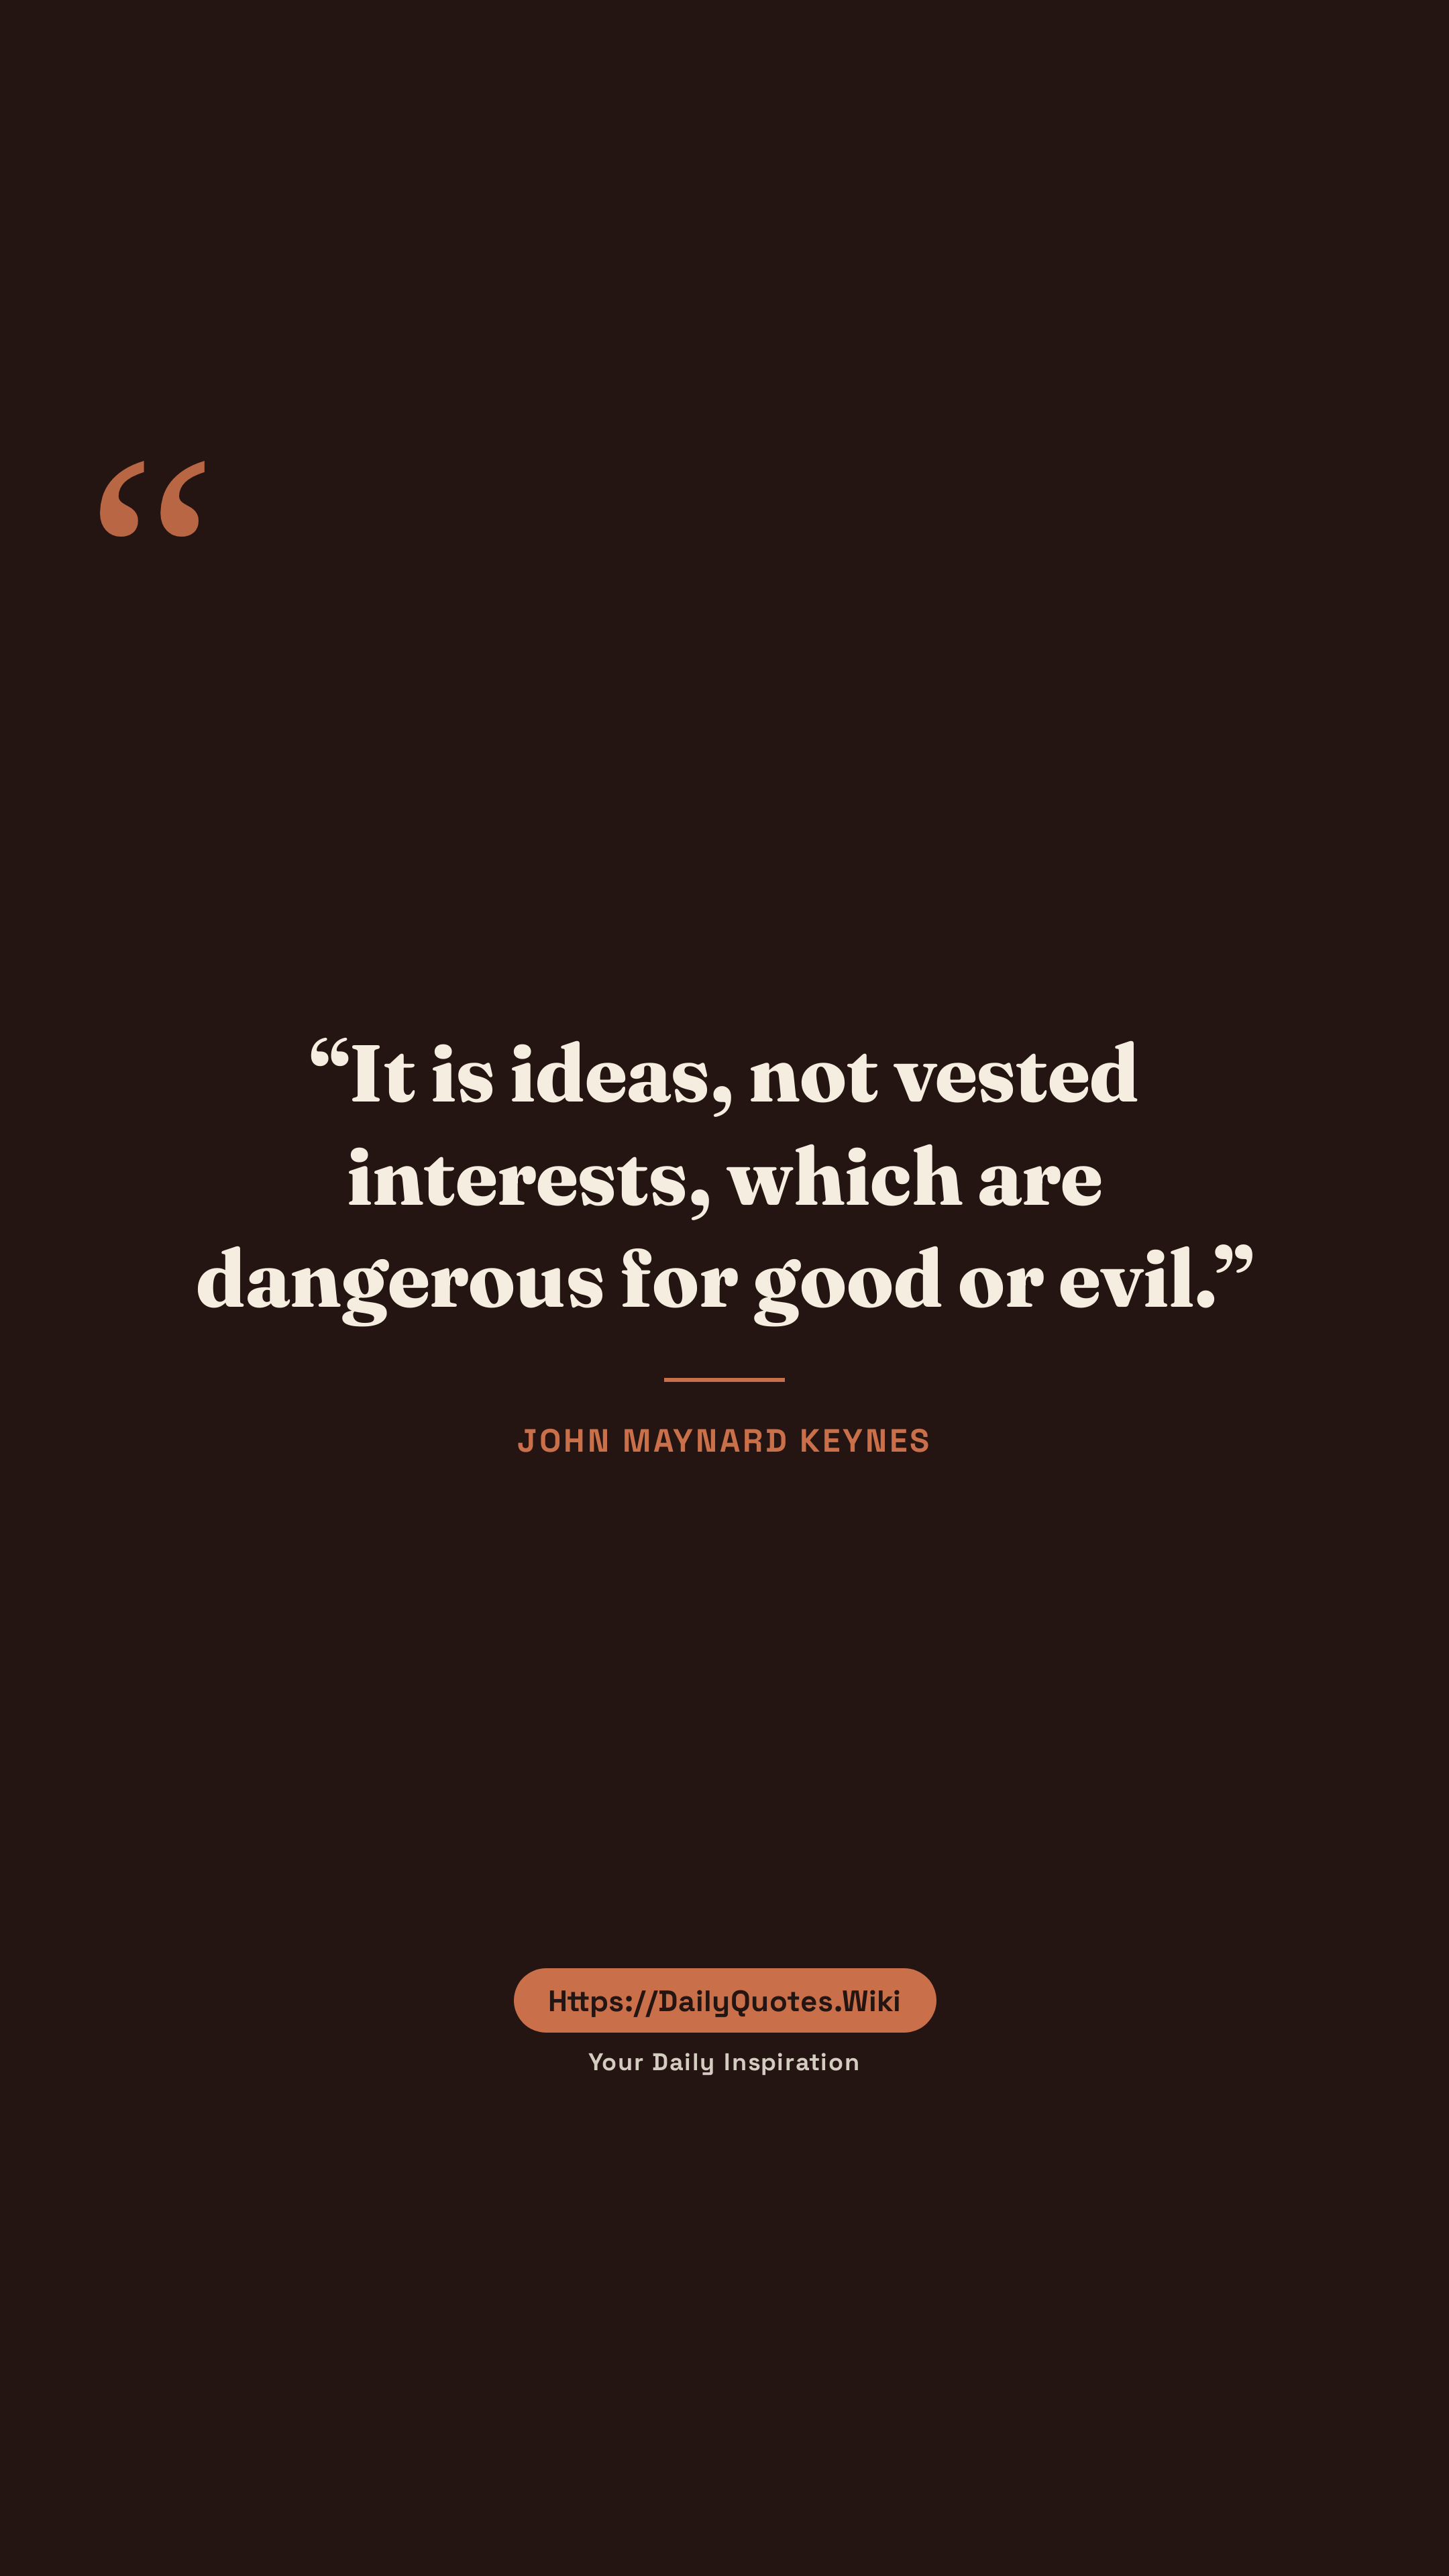 “
“It is ideas, not vested
interests, which are
dangerous for good or evil.”
JOHN MAYNARD KEYNES
Https://DailyQuotes.Wiki
Your Daily Inspiration